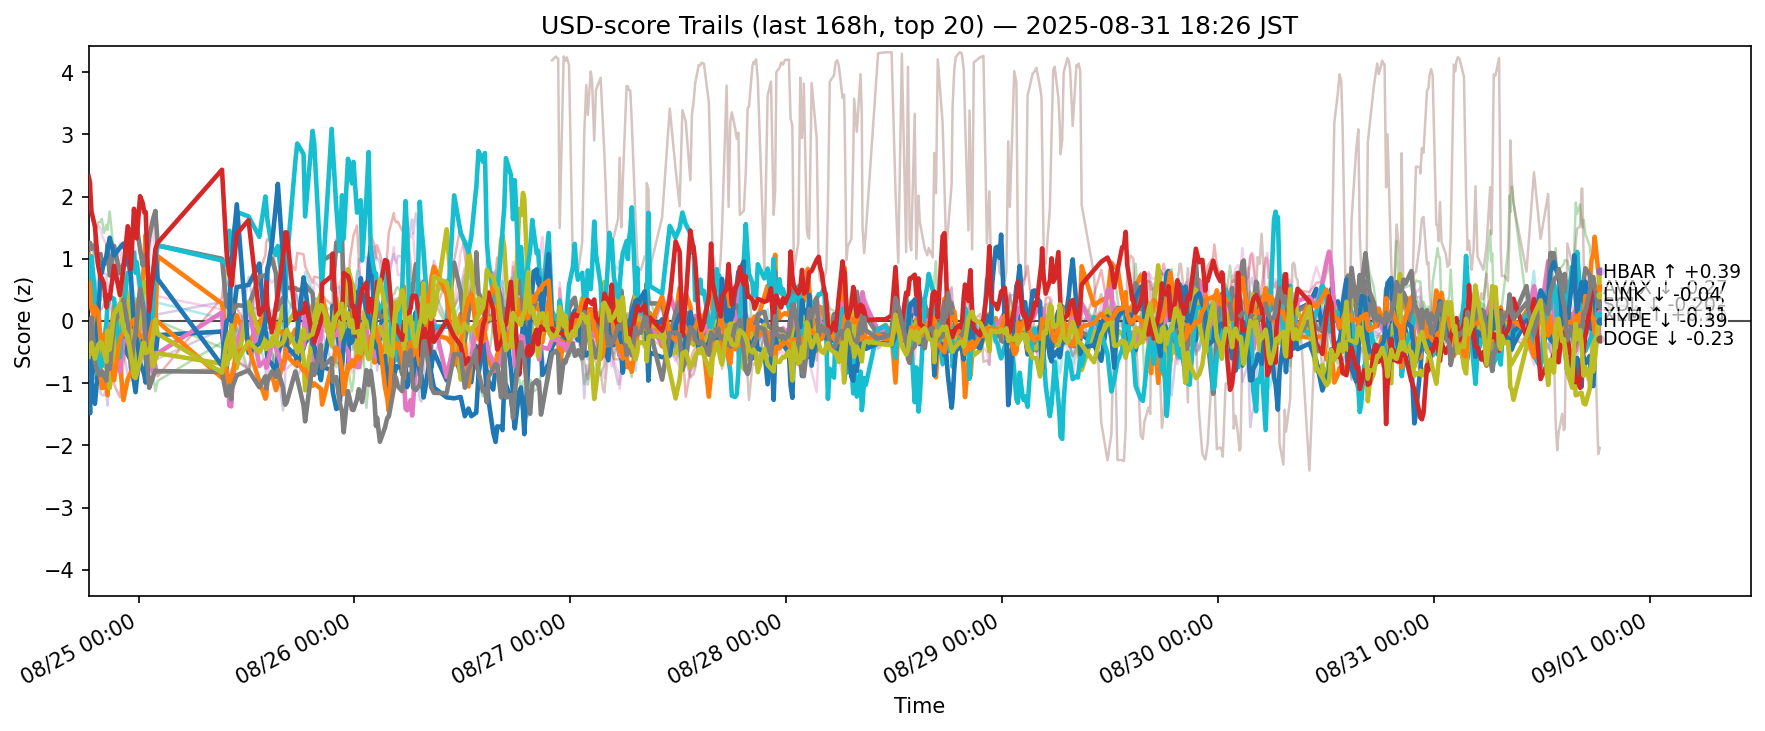 USD-score Trails (last 168h, top 20) — 2025-08-31 18:26 JST
Score (z)
4
3
2
1
0
−1
−2
−3
−4
HBAR ↑ +0.39
LINK ↓ -0.04
HYPE ↓ -0.39
DOGE ↓ -0.23
08/25 00:00
08/26 00:00
08/27 00:00
08/28 00:00
08/29 00:00
08/30 00:00
08/31 00:00
09/01 00:00
Time